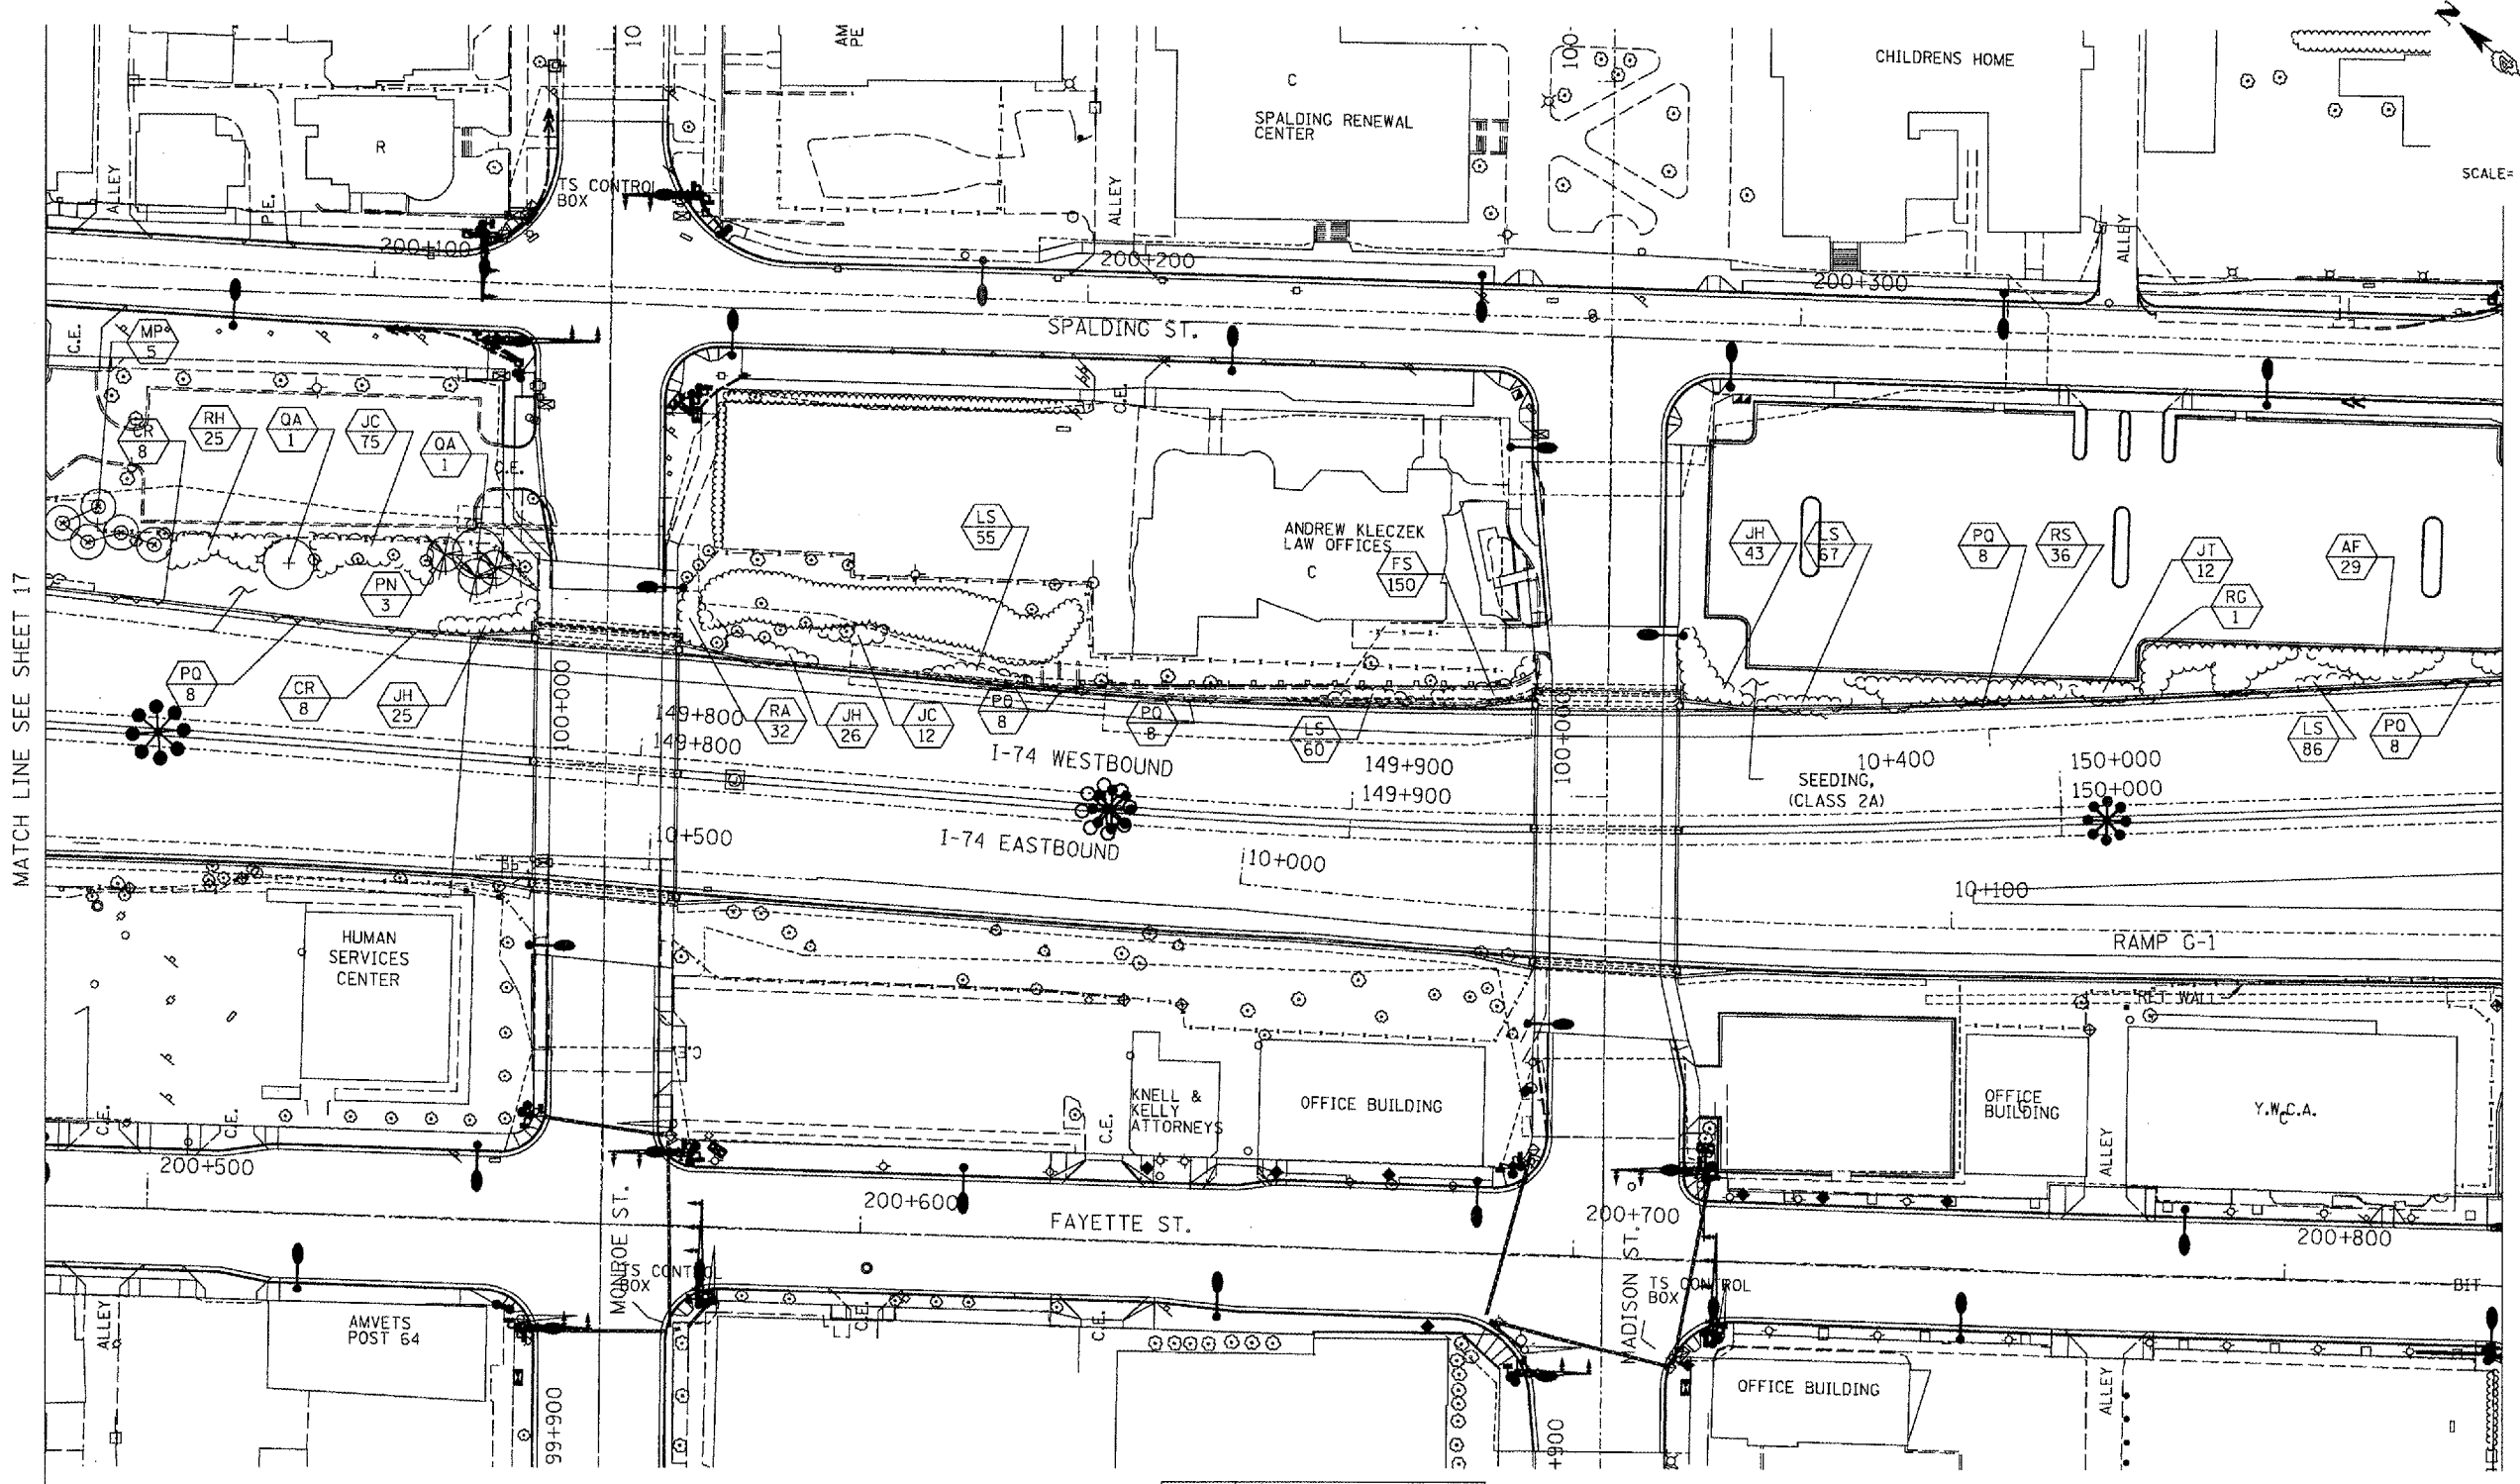 N
10
AM
PE
100-
C
SPALDING RENEWAL
CENTER
CHILDRENS HOME
SCALE=
R
ALLEY
P.E.
TS CONTROL
BOX
ALLEY
ALLEY
200+100
200+200
200+300
SPALDING ST.
C.E.
MP
5
C.E.
CR
8
RH
25
QA
1
JC
75
QA
1
C.E.
LS
55
ANDREW KLECZEK
LAW OFFICES
C
FS
150
JH
43
LS
67
PQ
8
RS
36
JT
12
AF
29
RG
1
PN
3
MATCH LINE SEE SHEET 17
PQ
8
CR
8
JH
25
100+000
149+800
149+800
RA
32
JH
26
JC
12
PQ
8
PQ
8
LS
60
100+000
LS
86
PQ
8
I-74 WESTBOUND
149+900
149+900
SEEDING,
(CLASS 2A)
10+400
150+000
150+000
10+500
I-74 EASTBOUND
10+000
10+100
RAMP G-1
HUMAN
SERVICES
CENTER
RET WALL
C.E.
KNELL &
KELLY
ATTORNEYS
C.E.
OFFICE BUILDING
OFFICE
BUILDING
C
Y.W.C.A.
C
ALLEY
C.E.
C.E.
200+500
200+600
FAYETTE ST.
200+700
200+800
MONROE ST.
TS CONTROL
BOX
MADISON ST.
TS CONTROL
BOX
BIT
ALLEY
AMVETS
POST 64
C.E.
C.E.
OFFICE BUILDING
ALLEY
99+900
+900